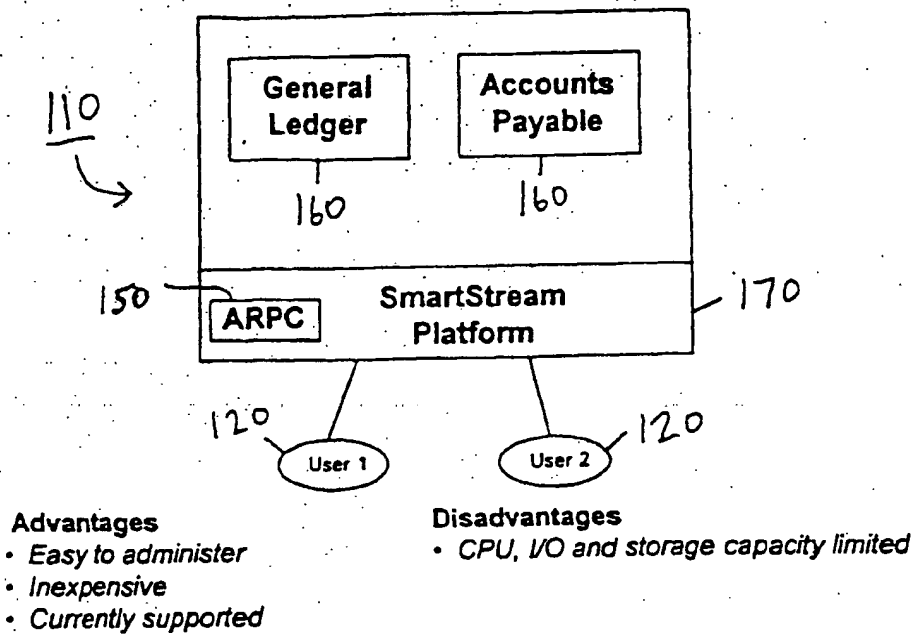 General
Ledger
Accounts
Payable
110
160
160
150
ARPC
SmartStream
Platform
170
120
User 1
User 2
120
Advantages
• Easy to administer
• Inexpensive
• Currently supported
Disadvantages
• CPU, I/O and storage capacity limited